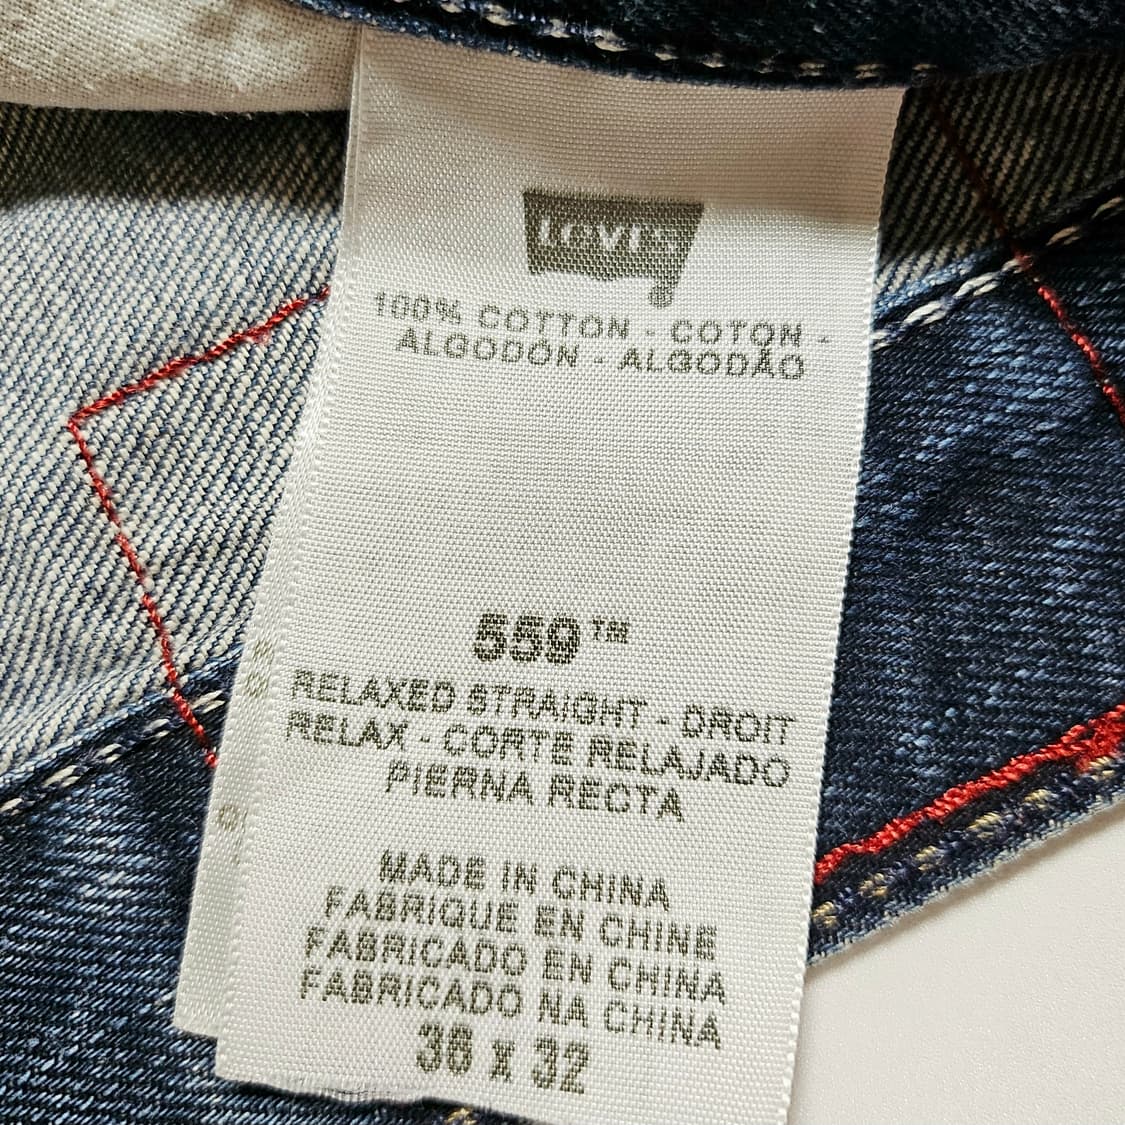 Levi's
100% COTTON - COTON -
ALGODÓN - ALGODÃO
559™
RELAXED STRAIGHT - DROIT
RELAX - CORTE RELAJADO
PIERNA RECTA
MADE IN CHINA
FABRIQUE EN CHINE
FABRICADO EN CHINA
FABRICADO NA CHINA
38 x 32